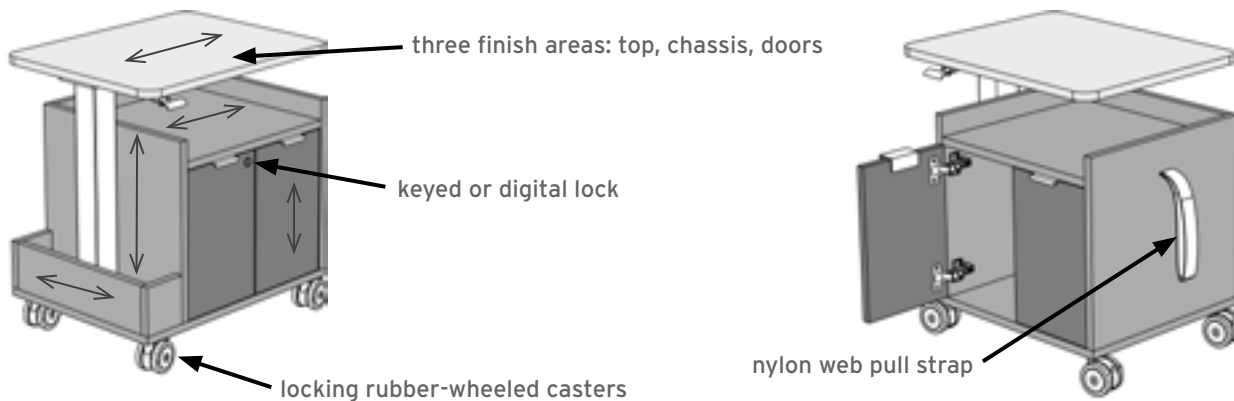 three finish areas: top, chassis, doors
keyed or digital lock
nylon web pull strap
locking rubber-wheeled casters